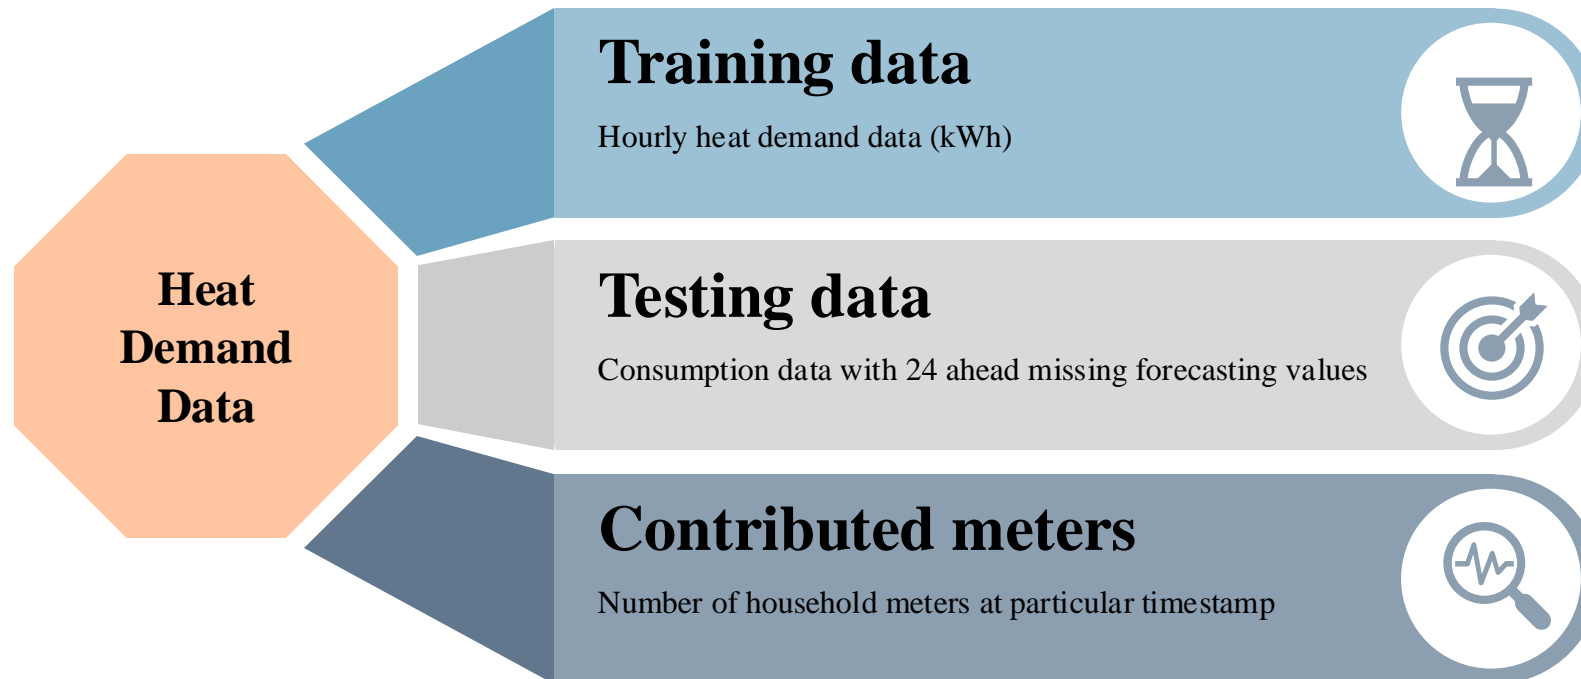 Heat
Demand
Data
Training data
Hourly heat demand data (kWh)
Testing data
Consumption data with 24 ahead missing forecasting values
Contributed meters
Number of household meters at particular timestamp